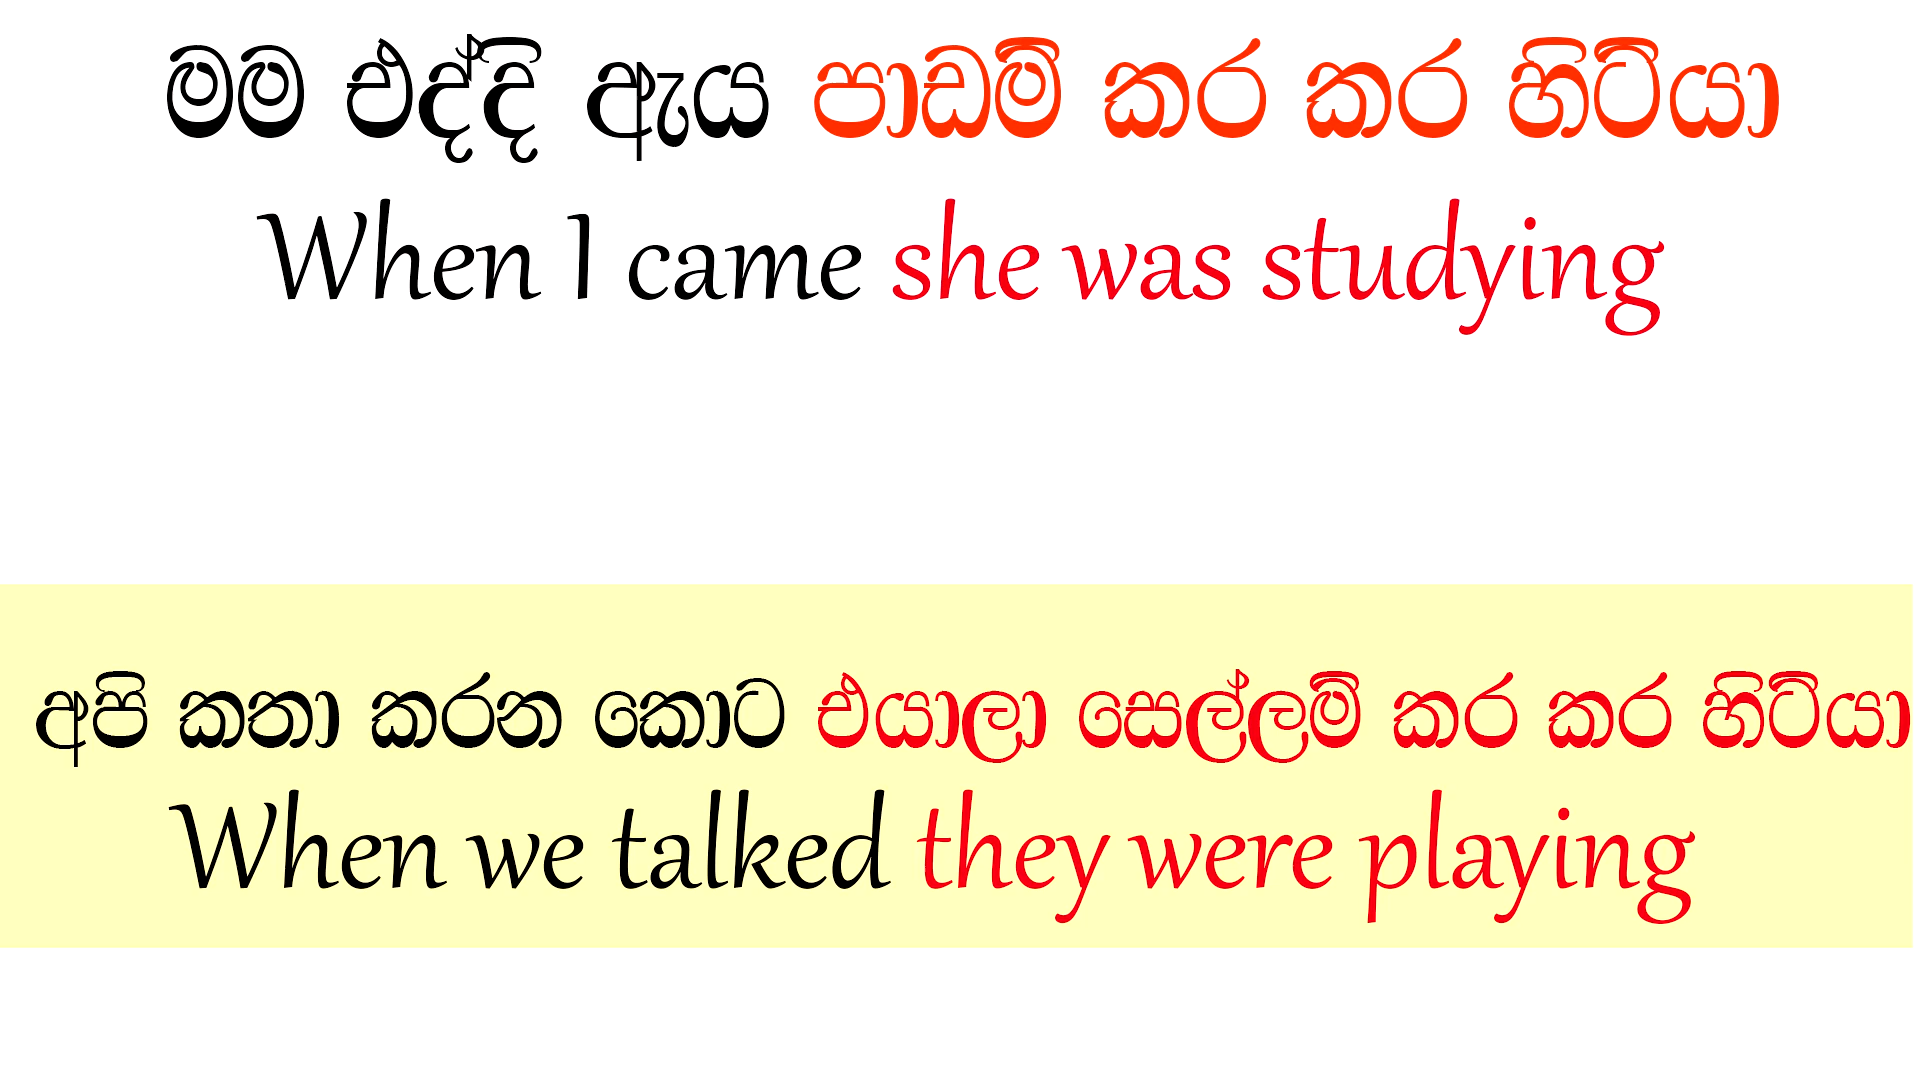 මම එද්දි ඇය පාඩම් කර කර හිටියා
When I came she was studying
අපි කතා කරන කොට එයාලා සෙල්ලම් කර කර හිටියා
When we talked they were playing